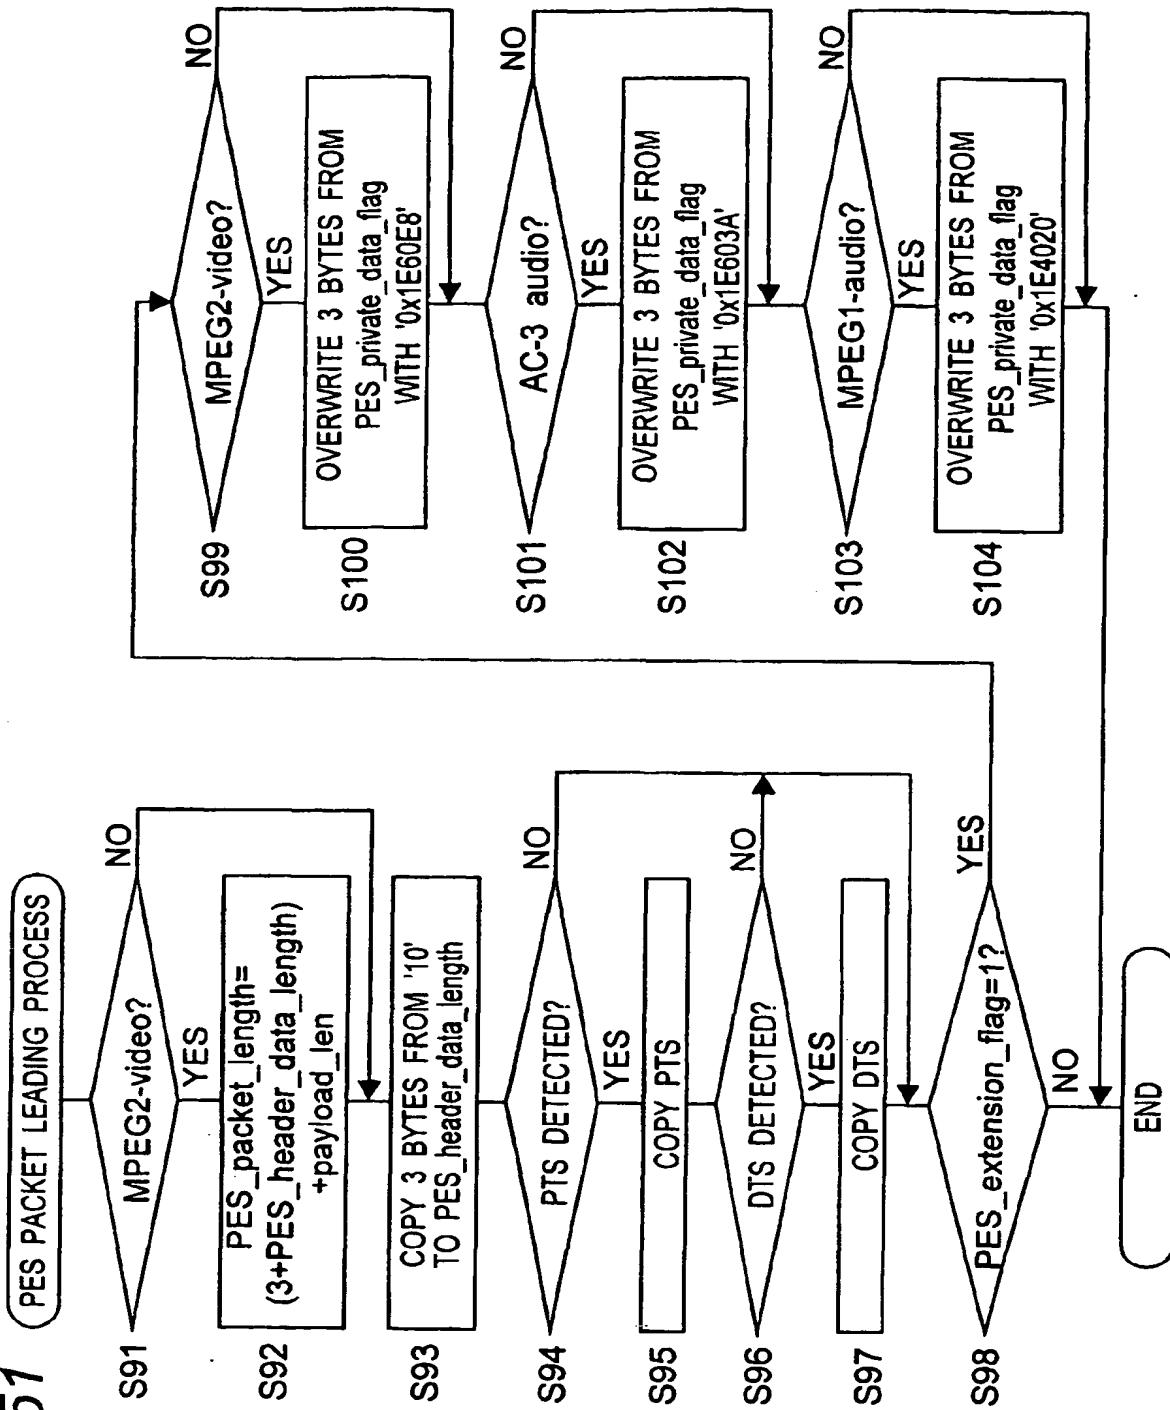 51
PES PACKET LEADING PROCESS
S91
MPEG2-video?
NO
YES
S92
PES_packet_length=
(3+PES_header_data_length)
+payload_len
S93
COPY 3 BYTES FROM '10'
TO PES_header_data_length
S94
PTS DETECTED?
NO
YES
S95
COPY PTS
S96
DTS DETECTED?
NO
YES
S97
COPY DTS
S98
PES_extension_flag=1?
YES
NO
END
S99
MPEG2-video?
NO
YES
S100
OVERWRITE 3 BYTES FROM
PES_private_data_flag
WITH '0x1E60E8'
S101
AC-3 audio?
NO
YES
S102
OVERWRITE 3 BYTES FROM
PES_private_data_flag
WITH '0x1E603A'
S103
MPEG1-audio?
NO
YES
S104
OVERWRITE 3 BYTES FROM
PES_private_data_flag
WITH '0x1E4020'